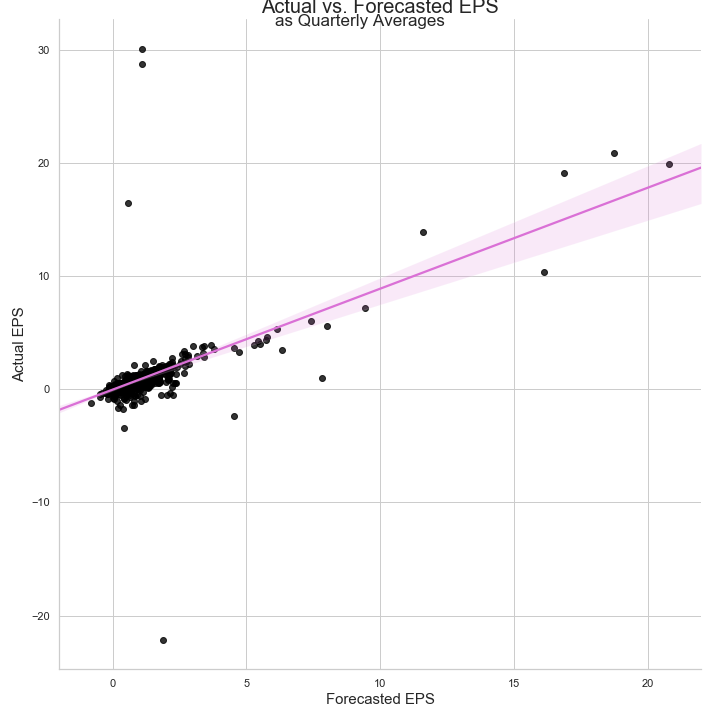 Actual vs. Forecasted EPS
as Quarterly Averages
30
20
10
0
−10
−20
Actual EPS
0 5 10 15 20
Forecasted EPS